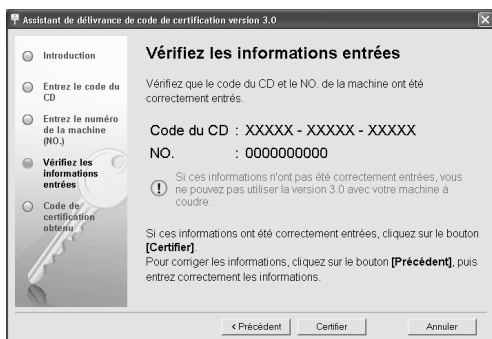 Assistant de délivrance de code de certification version 3.0
Introduction
Entrez le code du
CD
Entrez le numéro
de la machine
(NO.)
Vérifiez les
informations
entrées
Code de
certification
obtenu
Vérifiez les informations entrées
Vérifiez que le code du CD et le NO. de la machine ont été
correctement entrés.
Code du CD : XXXXX - XXXXX - XXXXX
NO. : 0000000000
Si ces informations n'ont pas été correctement entrées, vous
ne pouvez pas utiliser la version 3.0 avec votre machine à
coudre.
Si ces informations ont été correctement entrées, cliquez sur le bouton
[Certifier].
Pour corriger les informations, cliquez sur le bouton [Précédent], puis
entrez correctement les informations.
< Précédent Certifier Annuler